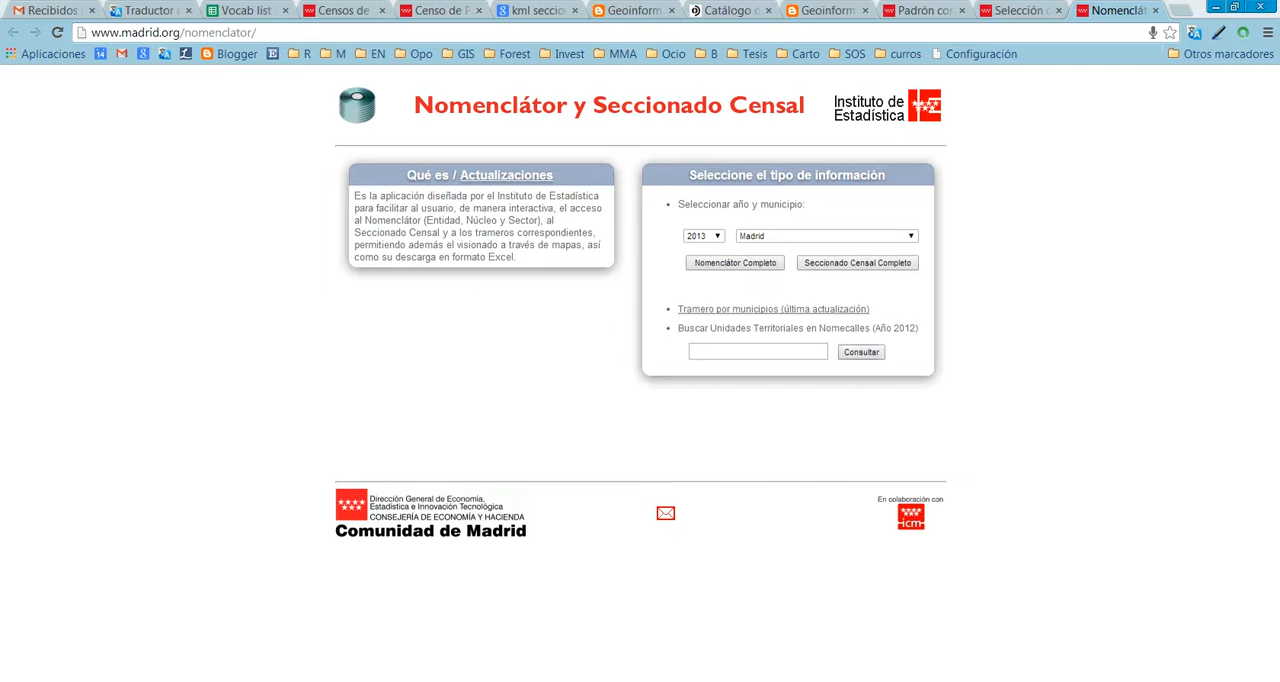 Recibidos
Traductor d
Vocab list
Censos de
Censo de P
kml seccio
Geoinform
Catálogo d
Geoinform
Padrón con
Selección d
Nomenclát
www.madrid.org/nomenclator/
Aplicaciones
14
Blogger
R
M
EN
Opo
GIS
Forest
Invest
MMA
Ocio
B
Tesis
Carto
SOS
curros
Configuración
Otros marcadores
Nomenclátor y Seccionado Censal
Instituto de
Estadística
Qué es / Actualizaciones
Es la aplicación diseñada por el Instituto de Estadística
para facilitar al usuario, de manera interactiva, el acceso
al Nomenclátor (Entidad, Núcleo y Sector), al
Seccionado Censal y a los trameros correspondientes,
permitiendo además el visionado a través de mapas, así
como su descarga en formato Excel.
Seleccione el tipo de información
Seleccionar año y municipio:
2013
Madrid
Nomenclátor Completo
Seccionado Censal Completo
Tramero por municipios (última actualización)
Buscar Unidades Territoriales en Nomecalles (Año 2012)
Consultar
Dirección General de Economía,
Estadística e Innovación Tecnológica
CONSEJERÍA DE ECONOMÍA Y HACIENDA
Comunidad de Madrid
En colaboración con
icm